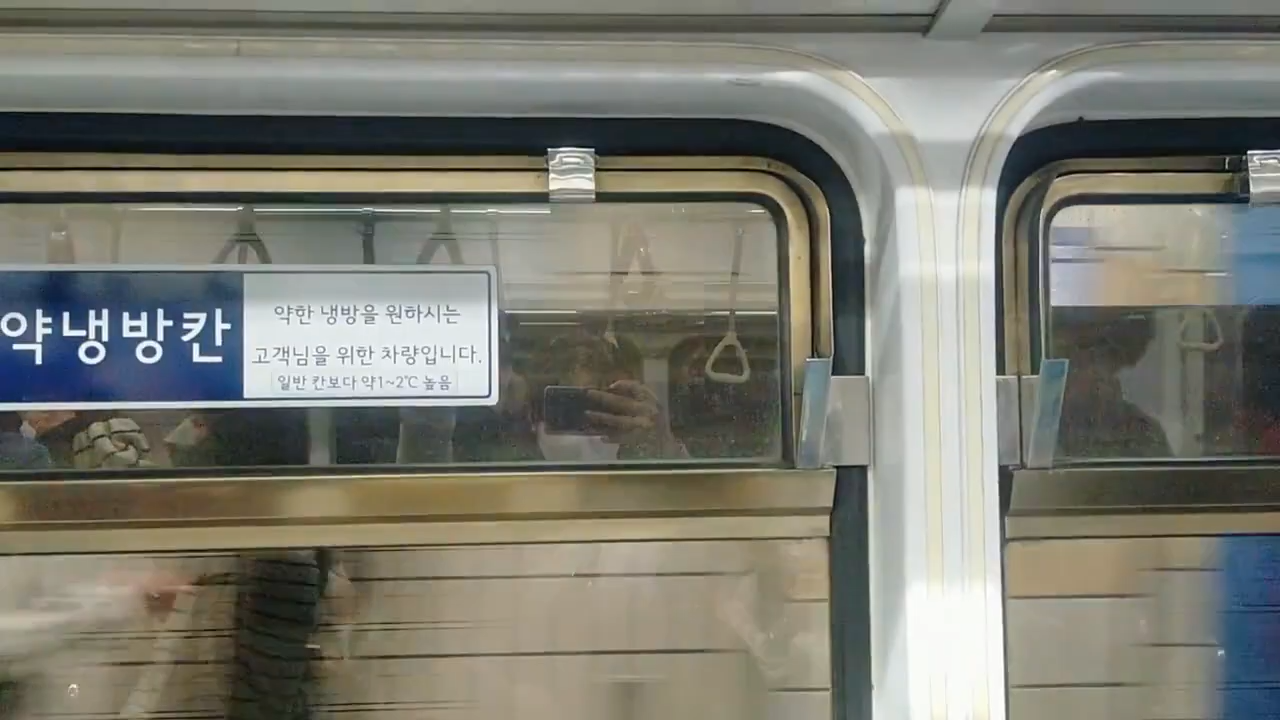 약냉방칸
약한 냉방을 원하시는
고객님을 위한 차량입니다.
일반 칸보다 약1~2℃ 높음